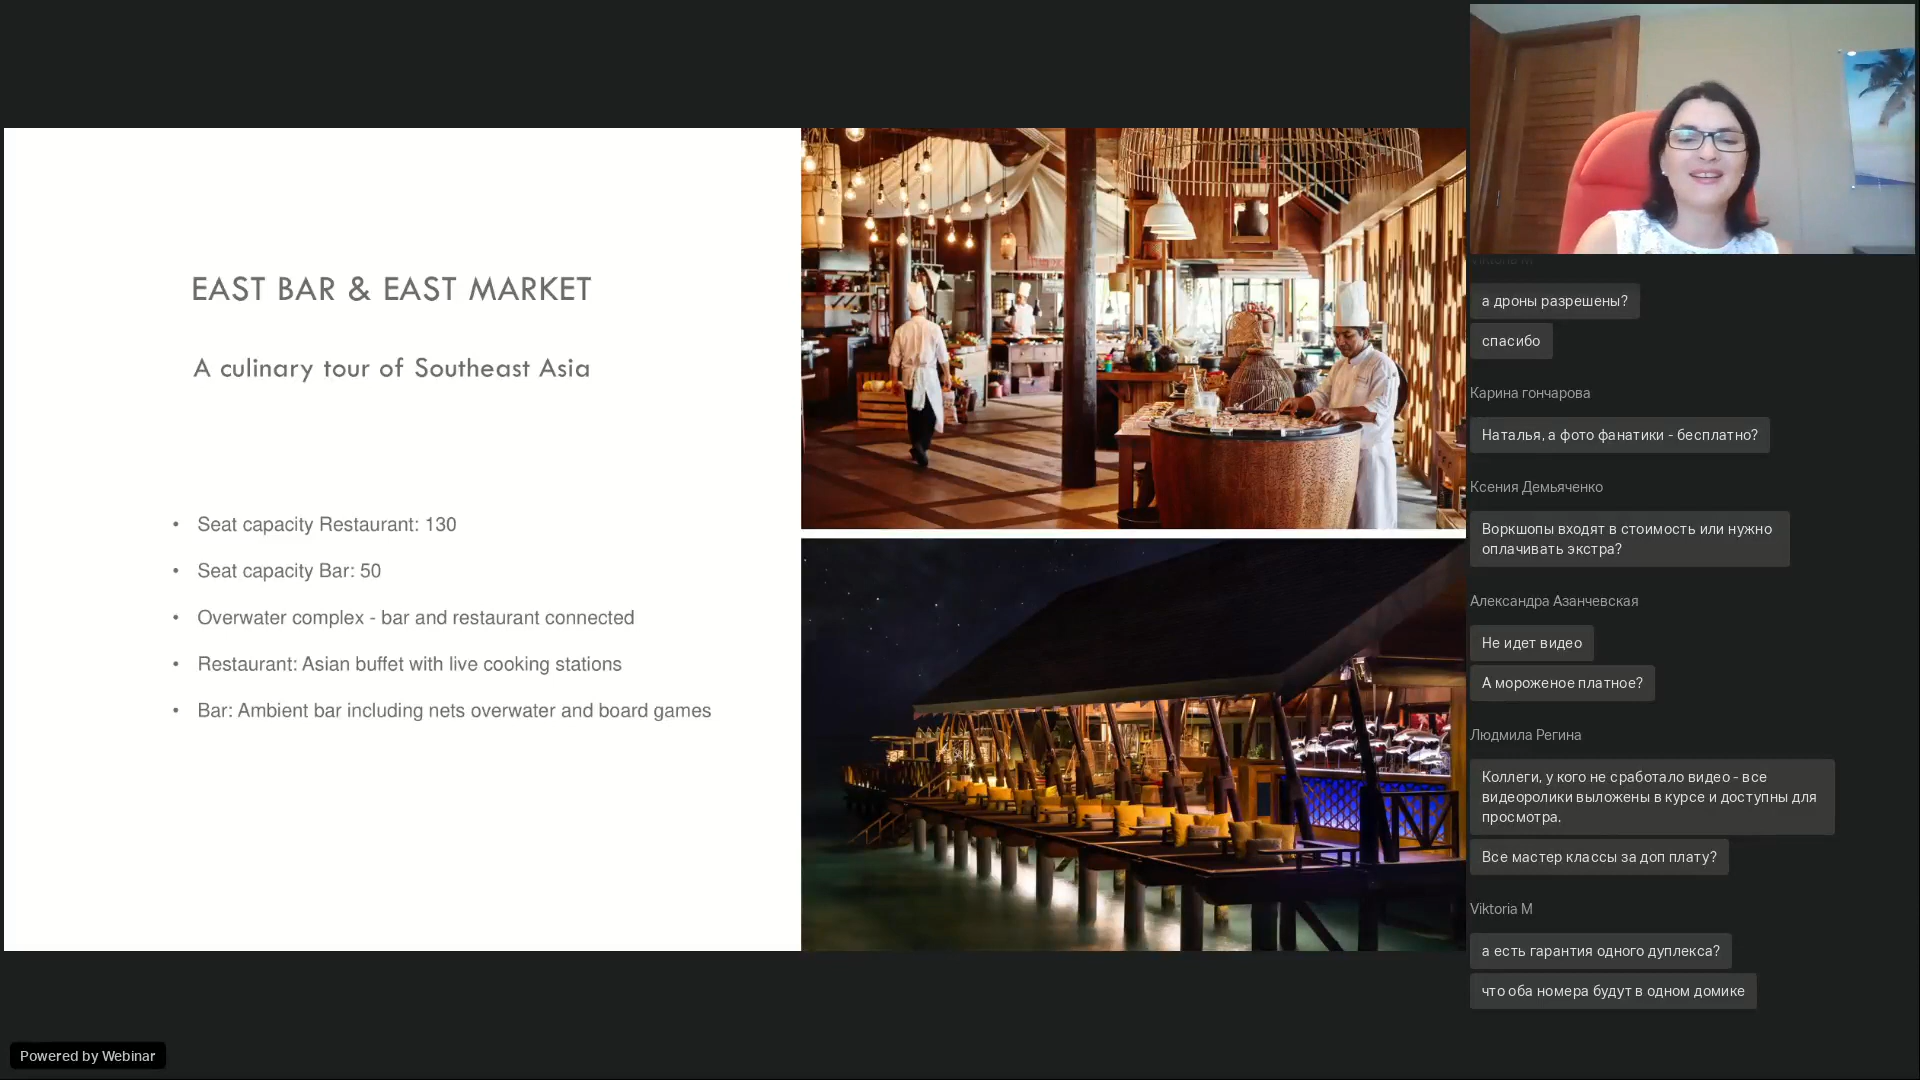 EAST BAR & EAST MARKET
A culinary tour of Southeast Asia
• Seat capacity Restaurant: 130
• Seat capacity Bar: 50
• Overwater complex - bar and restaurant connected
• Restaurant: Asian buffet with live cooking stations
• Bar: Ambient bar including nets overwater and board games
Viktoria M
а дроны разрешены?
спасибо
Карина гончарова
Наталья, а фото фанатики - бесплатно?
Ксения Демьяченко
Воркшопы входят в стоимость или нужно
оплачивать экстра?
Александра Азанчевская
Не идет видео
А мороженое платное?
Людмила Регина
Коллеги, у кого не сработало видео - все
видеоролики выложены в курсе и доступны для
просмотра.
Все мастер классы за доп плату?
Viktoria M
а есть гарантия одного дуплекса?
что оба номера будут в одном домике
Powered by Webinar